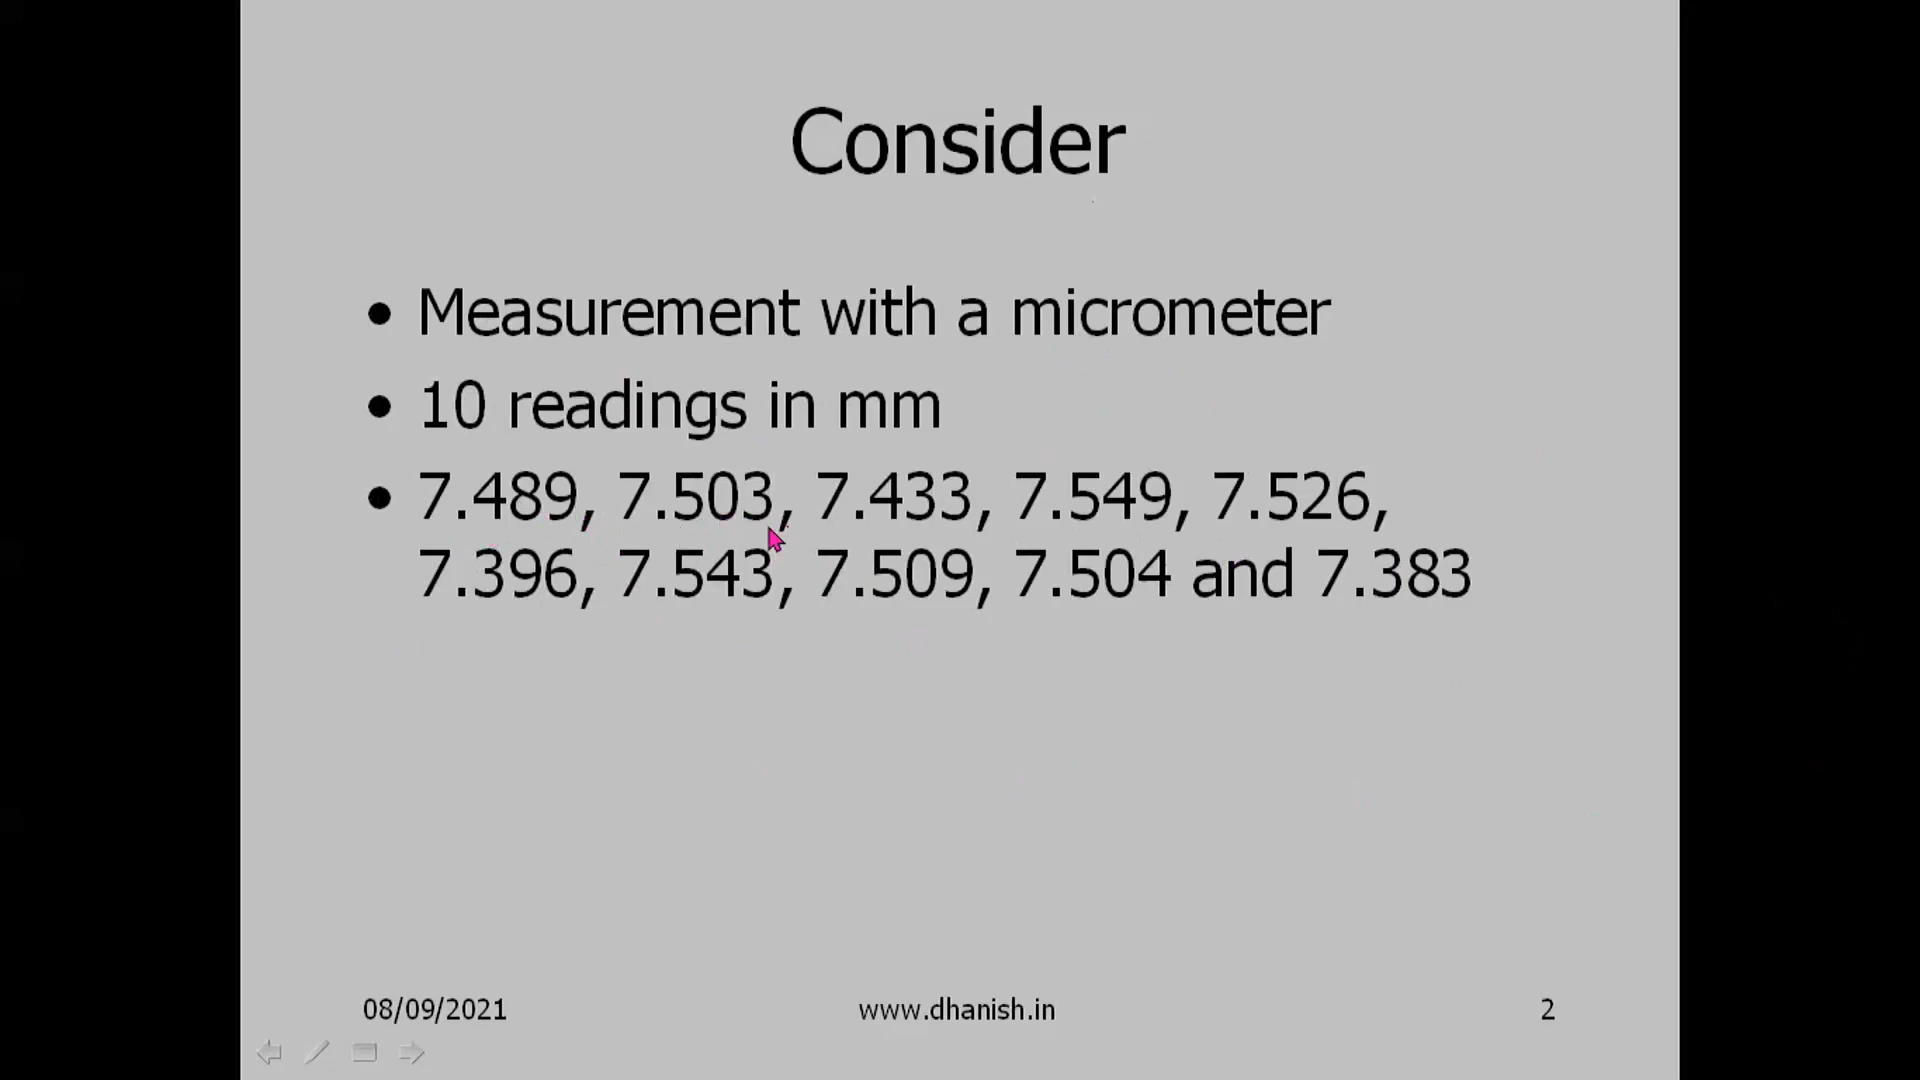 Consider
• Measurement with a micrometer
• 10 readings in mm
• 7.489, 7.503, 7.433, 7.549, 7.526,
7.396, 7.543, 7.509, 7.504 and 7.383
08/09/2021 www.dhanish.in 2